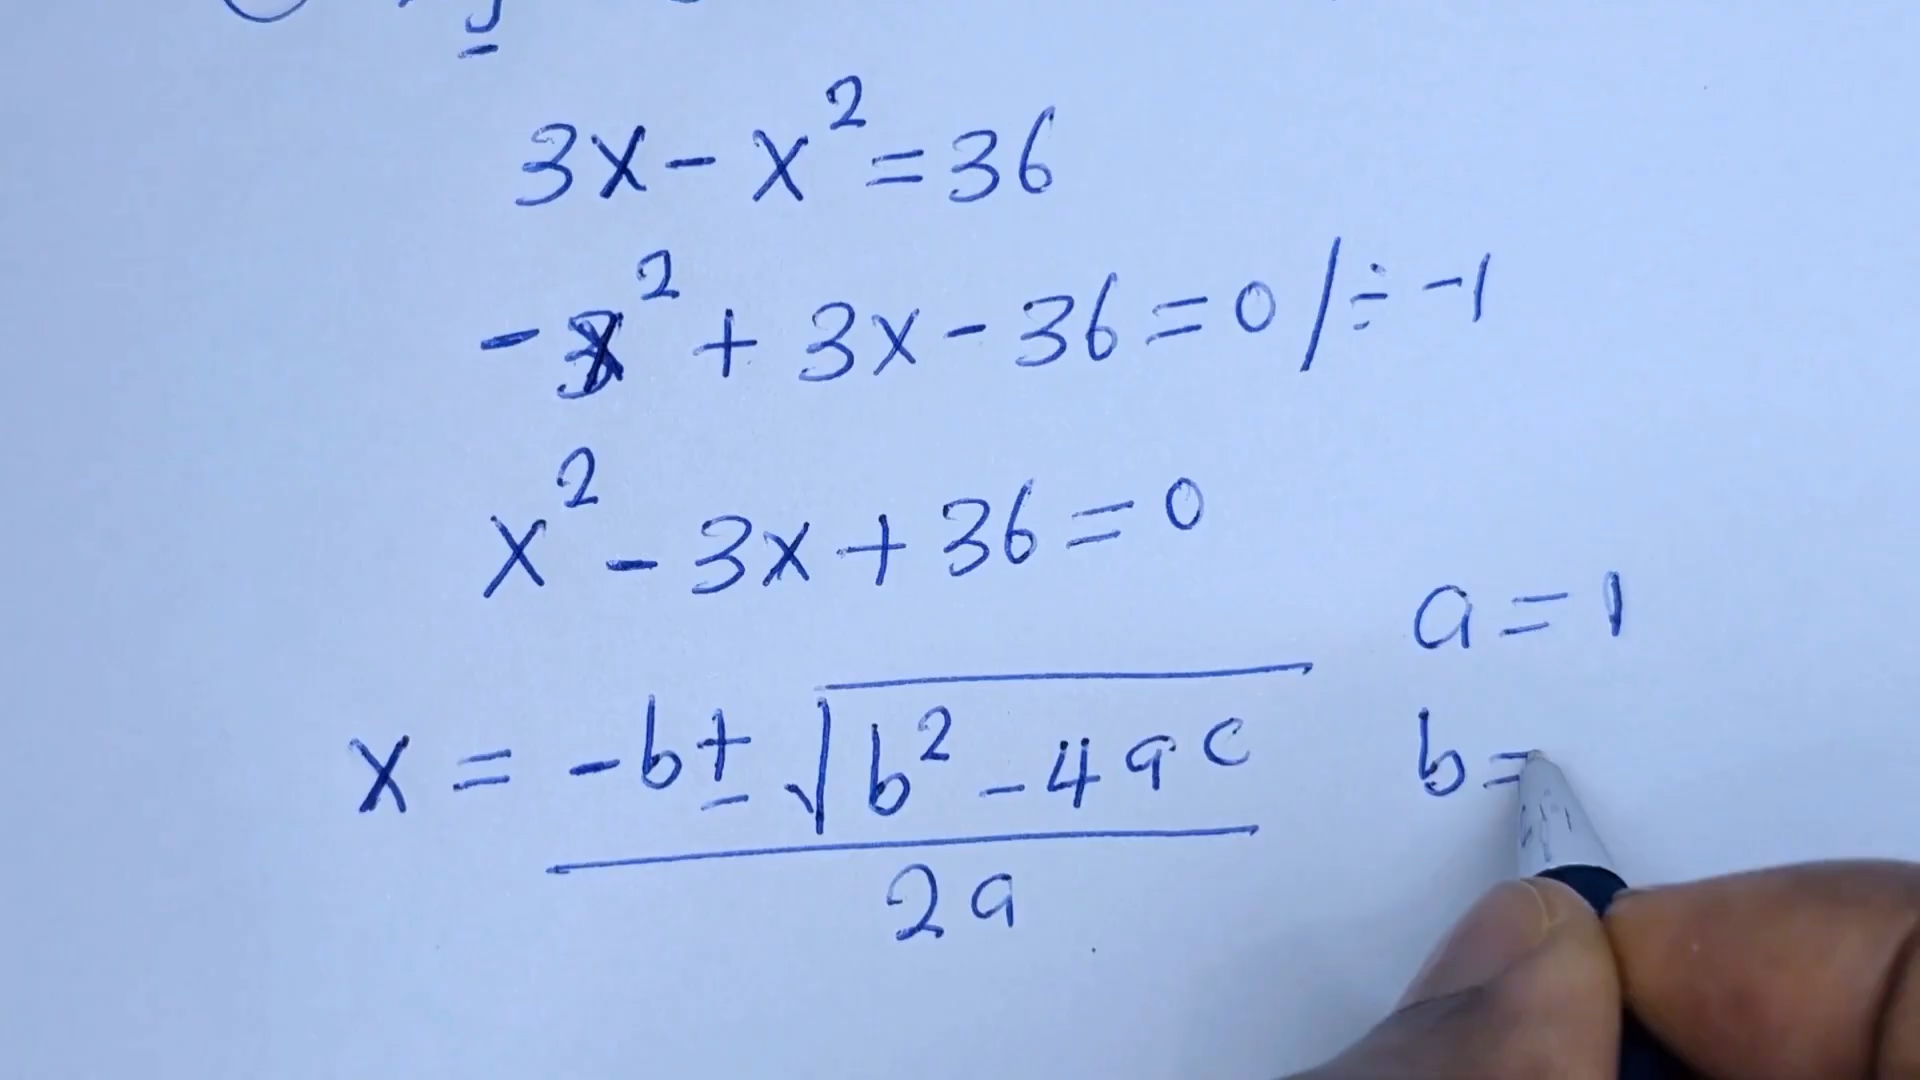 3x - x² = 36
-x² + 3x - 36 = 0 / ÷ -1
x² - 3x + 36 = 0
a = 1
x = -b ± √b² - 4ac
b =
2a